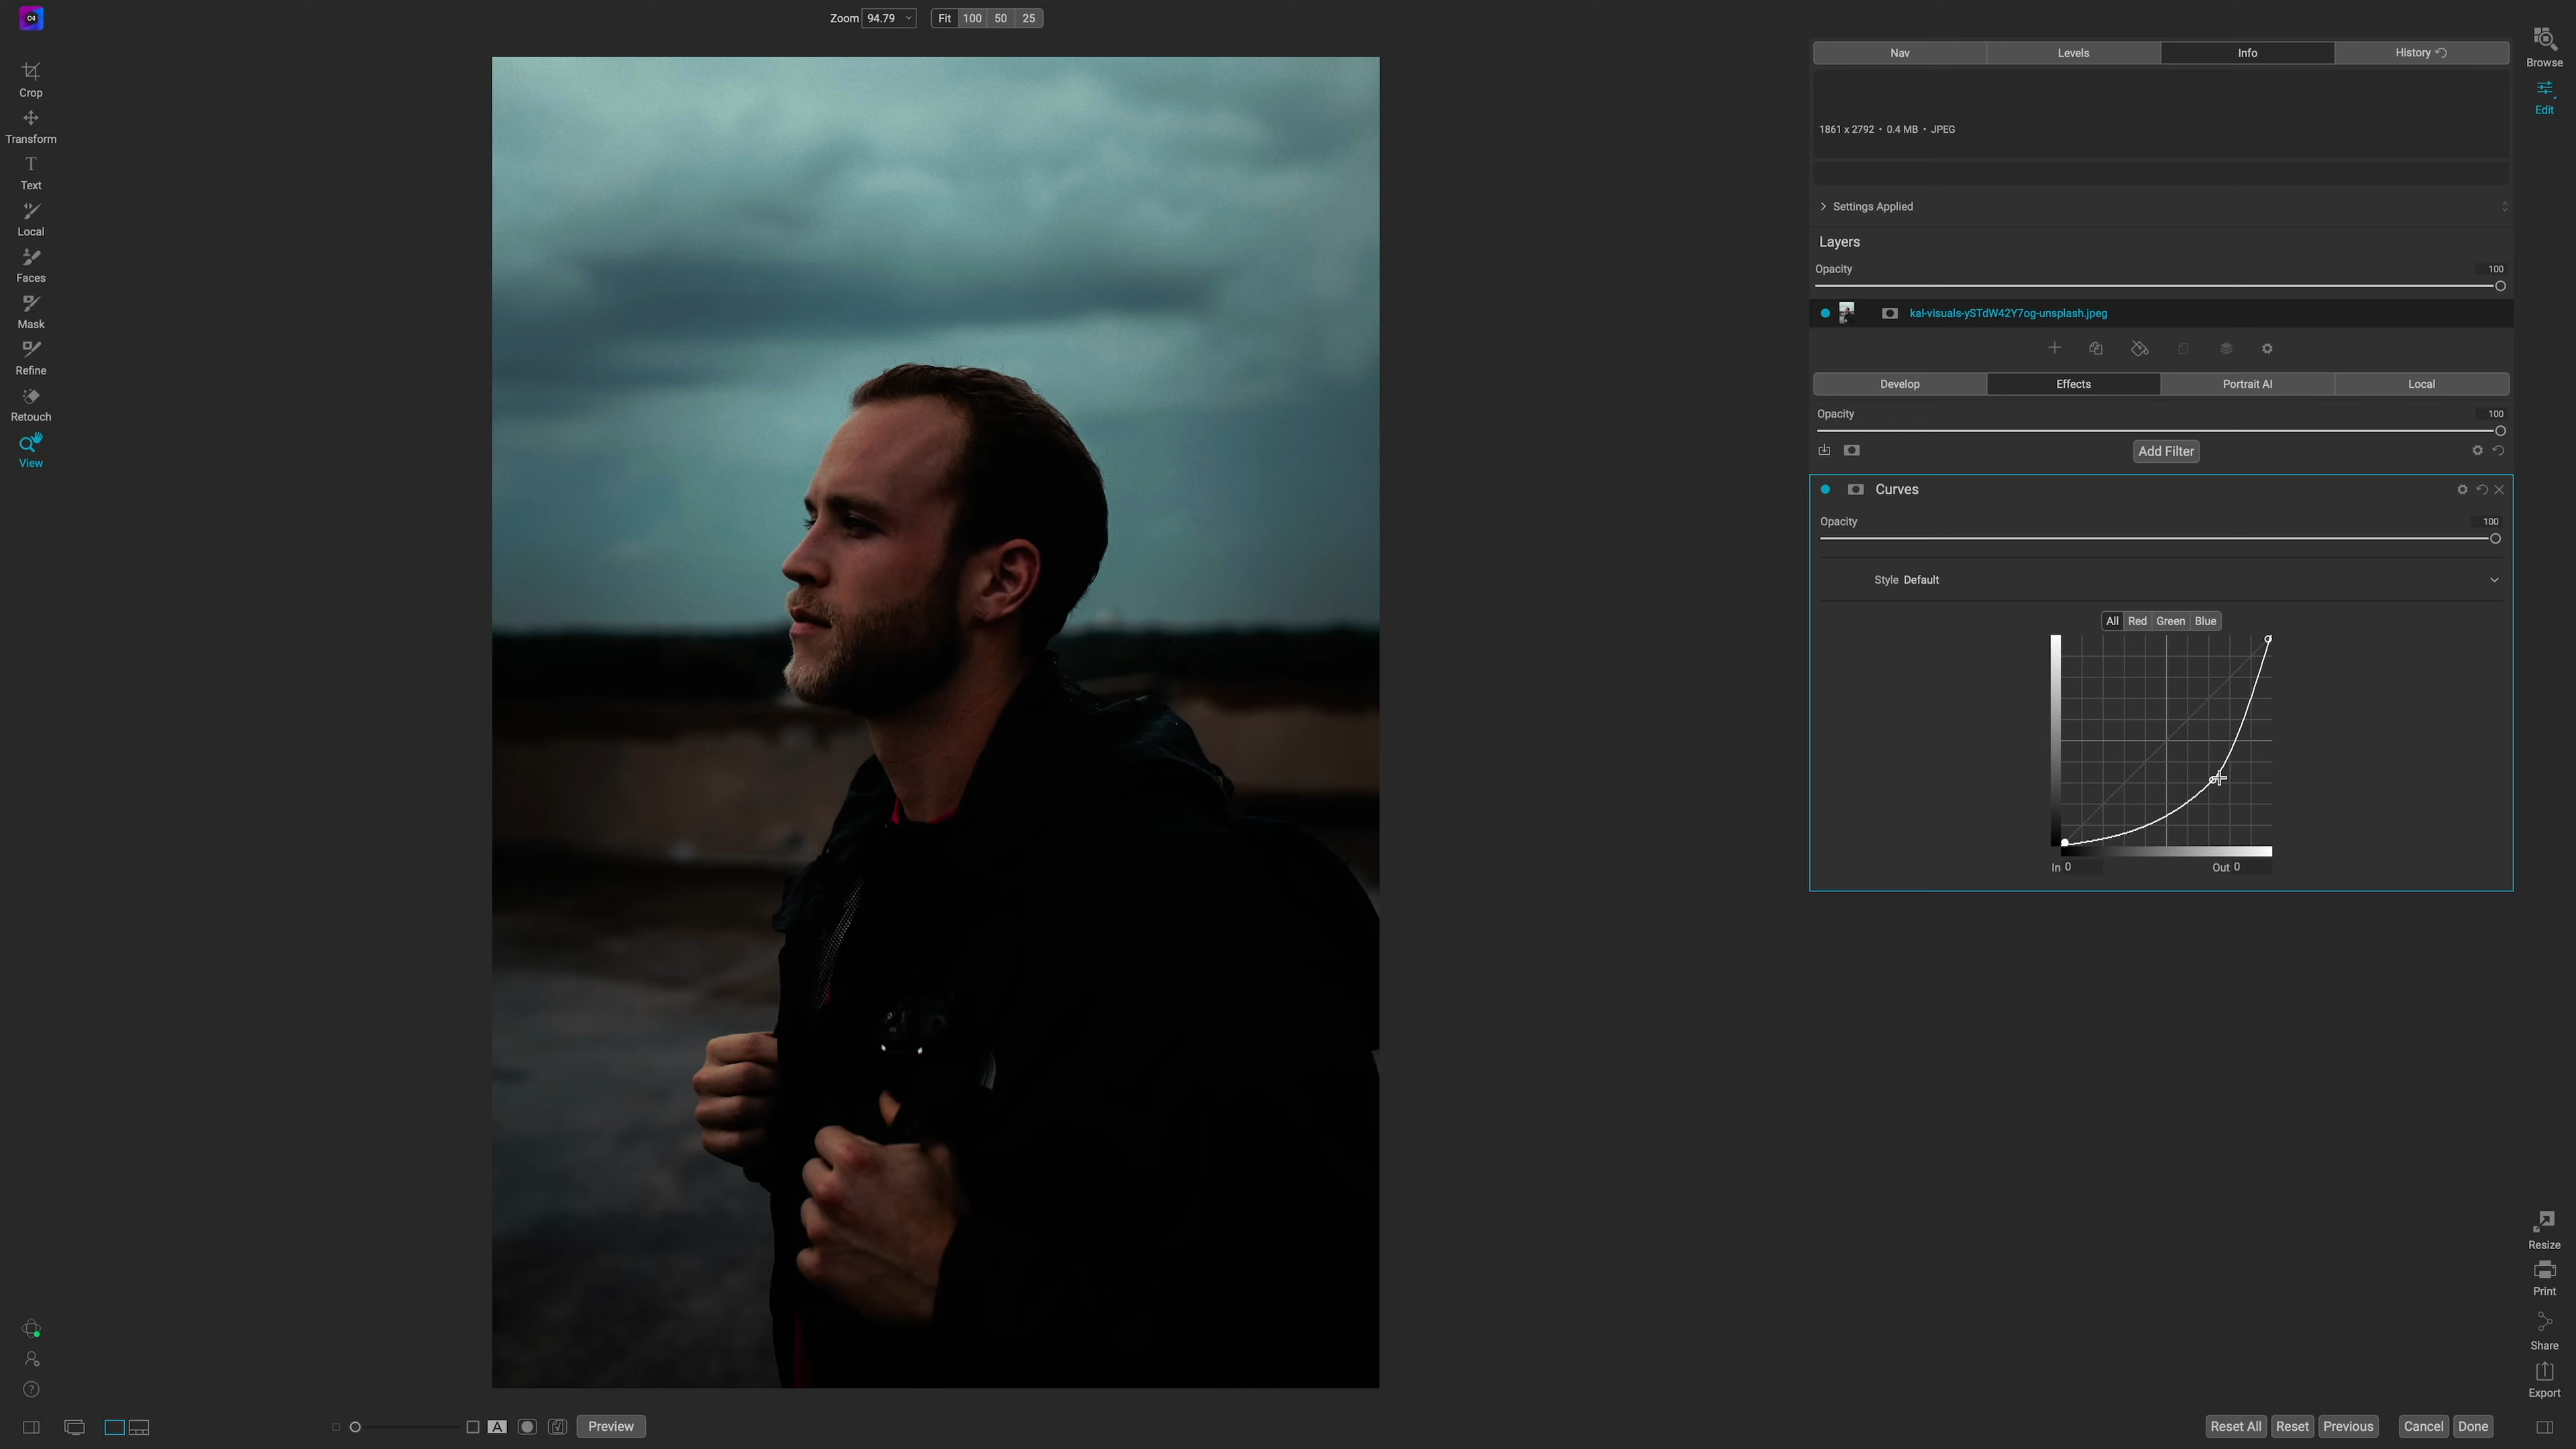 Zoom 94.79 Fit 100 50 25
Crop
Transform
Text
Local
Faces
Mask
Refine
Retouch
View
Nav Levels Info History
1861 x 2792 • 0.4 MB • JPEG
Settings Applied
Layers
Opacity 100
kal-visuals-ySTdW42Y7og-unsplash.jpeg
Develop Effects Portrait AI Local
Opacity 100
Add Filter
Curves
Opacity 100
Style Default
All Red Green Blue
In 0 Out 0
Browse
Edit
Resize
Print
Share
Export
A Preview
Reset All Reset Previous Cancel Done